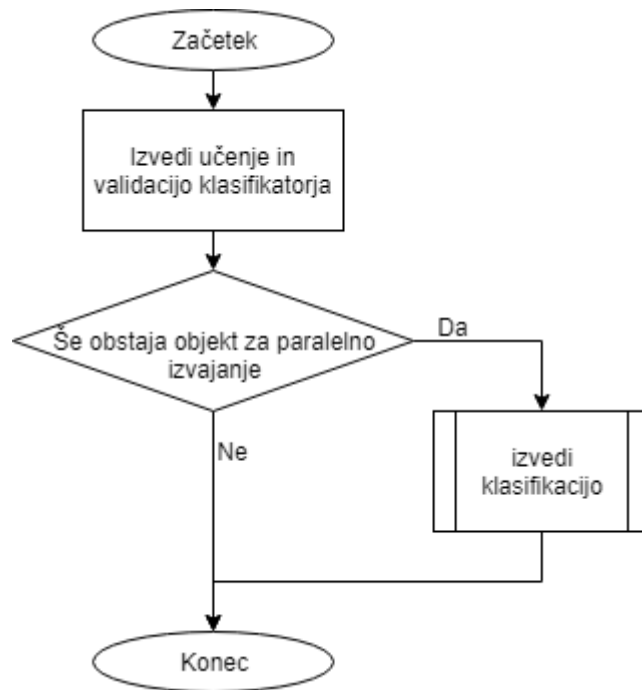 Začetek
Izvedi učenje in
validacijo klasifikatorja
Še obstaja objekt za paralelno
izvajanje
Da
Ne
izvedi
klasifikacijo
Konec